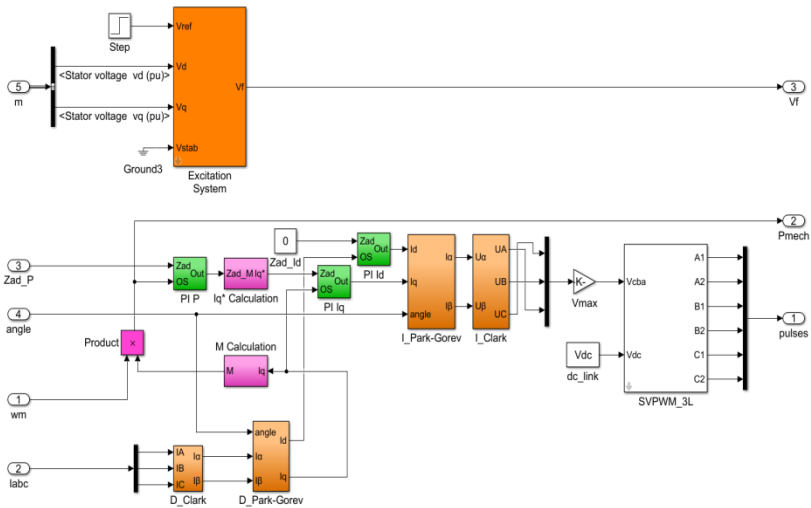 Step
Vref
Vd
Vq
Vstab
Vf
5
m
<Stator voltage vd (pu)>
<Stator voltage vq (pu)>
Ground3
Excitation
System
3
Vf
2
Pmech
3
Zad_P
Zad
OS
Out
PI P
Zad_M
Iq*
Iq* Calculation
0
Zad_Id
Zad
OS
Out
PI Id
Zad
OS
Out
PI Iq
Id
Iq
angle
Iα
Iβ
I_Park-Gorev
Uα
Uβ
UA
UB
UC
I_Clark
K-
Vmax
Vcba
Vdc
A1
A2
B1
B2
C1
C2
SVPWM_3L
Vdc
dc_link
1
pulses
4
angle
Product
×
M Calculation
M
Iq
1
wm
2
Iabc
IA
IB
IC
Iα
Iβ
D_Clark
angle
Iα
Iβ
Id
Iq
D_Park-Gorev